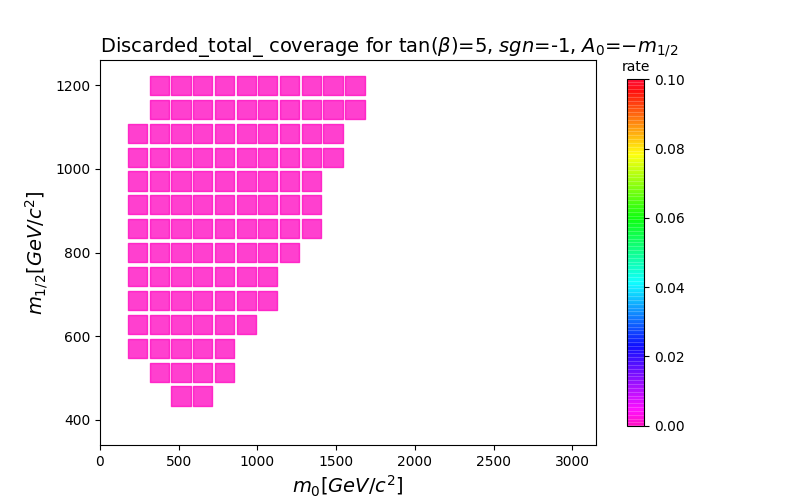 Discarded_total_ coverage for tan(β)=5, sgn=-1, A₀=−m₁/₂
rate
0.10
0.08
0.06
0.04
0.02
0.00
1200
1000
800
600
400
m₁/₂[GeV/c²]
0 500 1000 1500 2000 2500 3000
m₀[GeV/c²]